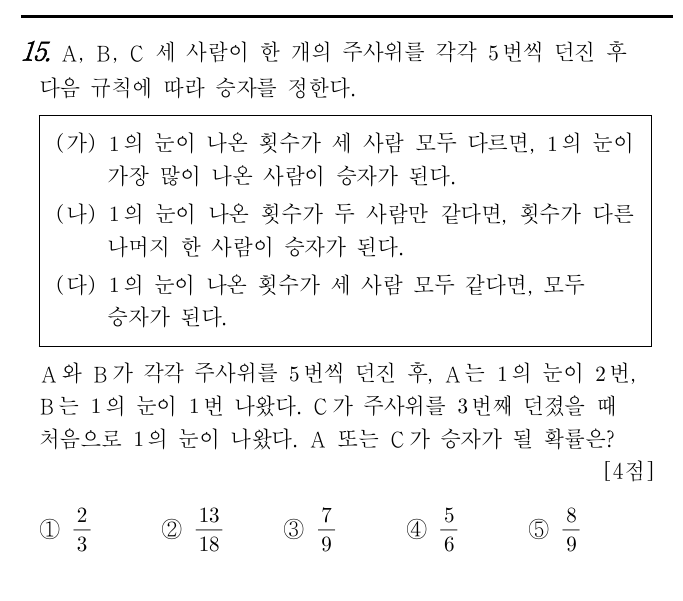 15. A, B, C 세 사람이 한 개의 주사위를 각각 5번씩 던진 후
다음 규칙에 따라 승자를 정한다.
(가) 1의 눈이 나온 횟수가 세 사람 모두 다르면, 1의 눈이
가장 많이 나온 사람이 승자가 된다.
(나) 1의 눈이 나온 횟수가 두 사람만 같다면, 횟수가 다른
나머지 한 사람이 승자가 된다.
(다) 1의 눈이 나온 횟수가 세 사람 모두 같다면, 모두
승자가 된다.
A와 B가 각각 주사위를 5번씩 던진 후, A는 1의 눈이 2번,
B는 1의 눈이 1번 나왔다. C가 주사위를 3번째 던졌을 때
처음으로 1의 눈이 나왔다. A 또는 C가 승자가 될 확률은?
[4점]
① 2/3 ② 13/18 ③ 7/9 ④ 5/6 ⑤ 8/9